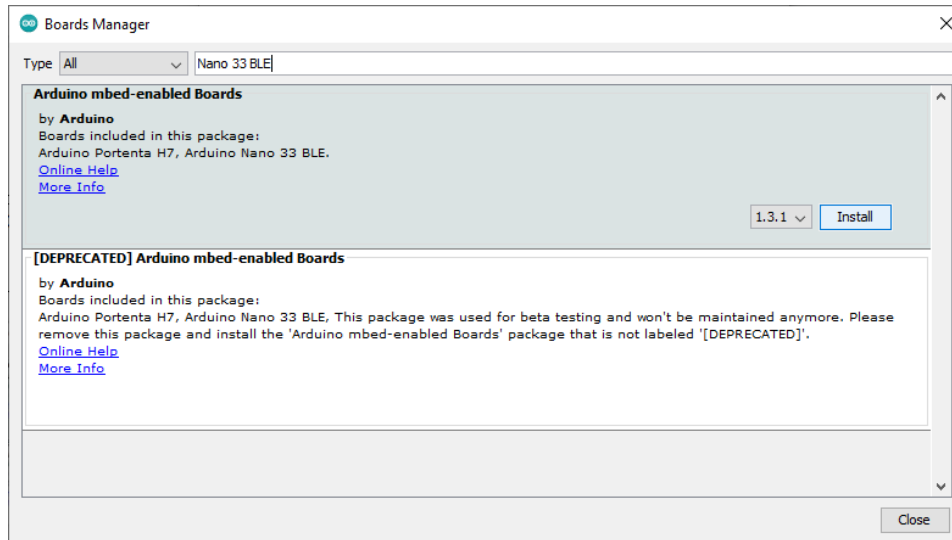 Boards Manager
Type All Nano 33 BLE
Arduino mbed-enabled Boards
by Arduino
Boards included in this package:
Arduino Portenta H7, Arduino Nano 33 BLE.
Online Help
More Info
1.3.1 Install
[DEPRECATED] Arduino mbed-enabled Boards
by Arduino
Boards included in this package:
Arduino Portenta H7, Arduino Nano 33 BLE, This package was used for beta testing and won't be maintained anymore. Please
remove this package and install the 'Arduino mbed-enabled Boards' package that is not labeled '[DEPRECATED]'.
Online Help
More Info
Close